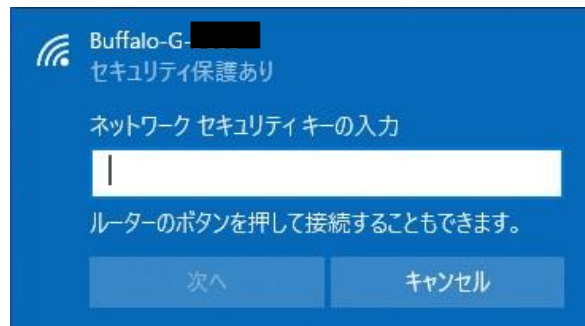 Buffalo-G-
セキュリティ保護あり
ネットワーク セキュリティ キーの入力
ルーターのボタンを押して接続することもできます。
次へ
キャンセル